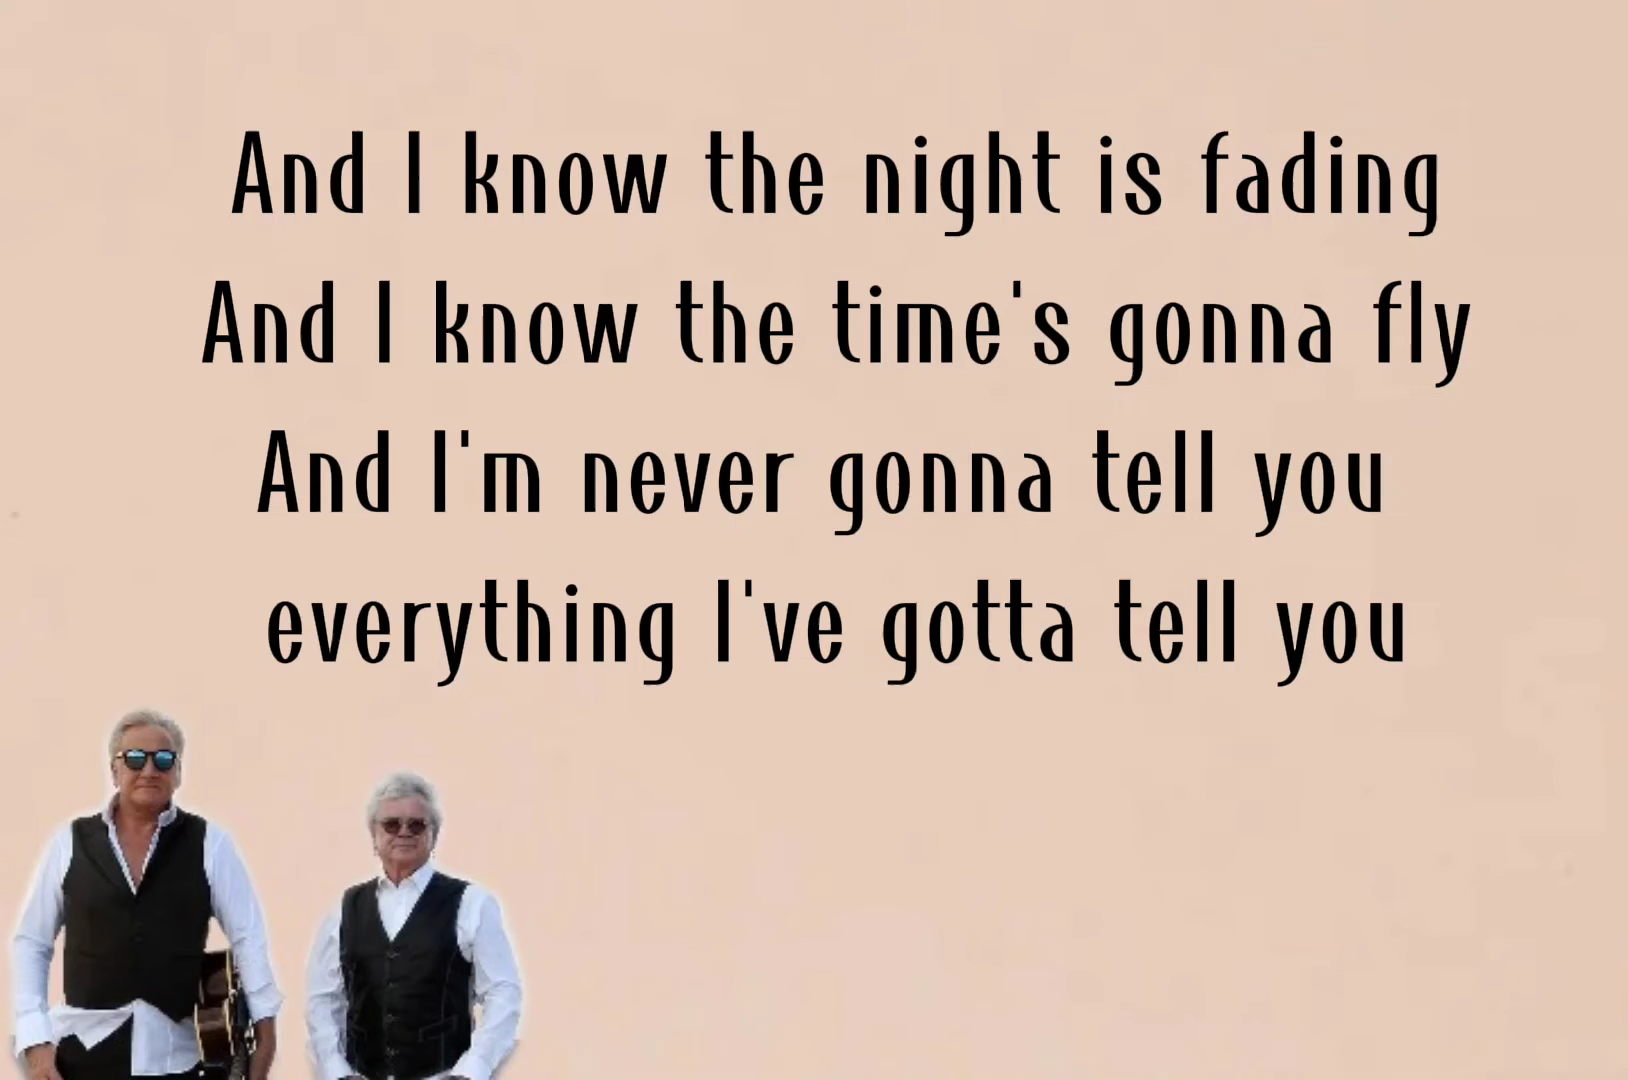 And I know the night is fading
And I know the time's gonna fly
And I'm never gonna tell you
everything I've gotta tell you